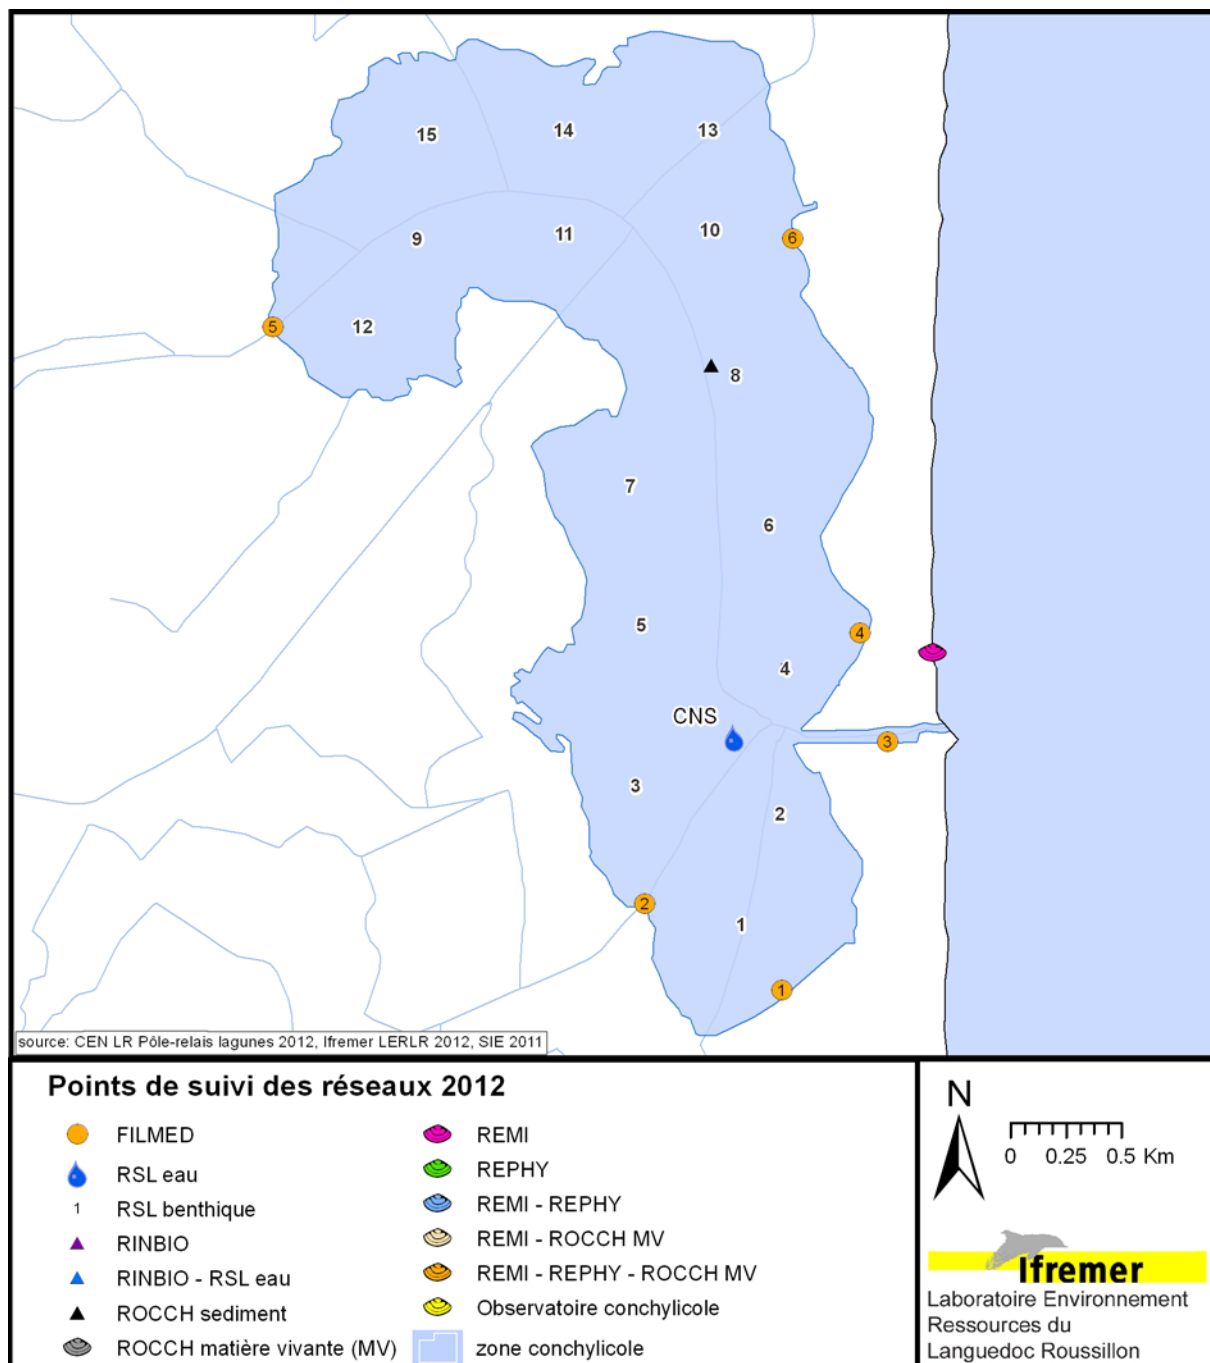 15
14
13
9
11
10
6
5
12
8
7
6
5
4
4
CNS
3
3
2
2
1
1
source: CEN LR Pôle-relais lagunes 2012, Ifremer LERLR 2012, SIE 2011
Points de suivi des réseaux 2012
FILMED
RSL eau
1 RSL benthique
RINBIO
RINBIO - RSL eau
ROCCH sediment
ROCCH matière vivante (MV)
REMI
REPHY
REMI - REPHY
REMI - ROCCH MV
REMI - REPHY - ROCCH MV
Observatoire conchylicole
zone conchylicole
N
0 0.25 0.5 Km
Ifremer
Laboratoire Environnement
Ressources du
Languedoc Roussillon